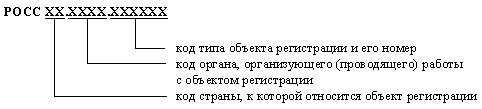 РОСС XX.XXXX.XXXXXX
код типа объекта регистрации и его номер
код органа, организующего (проводящего) работы
с объектом регистрации
код страны, к которой относится объект регистрации